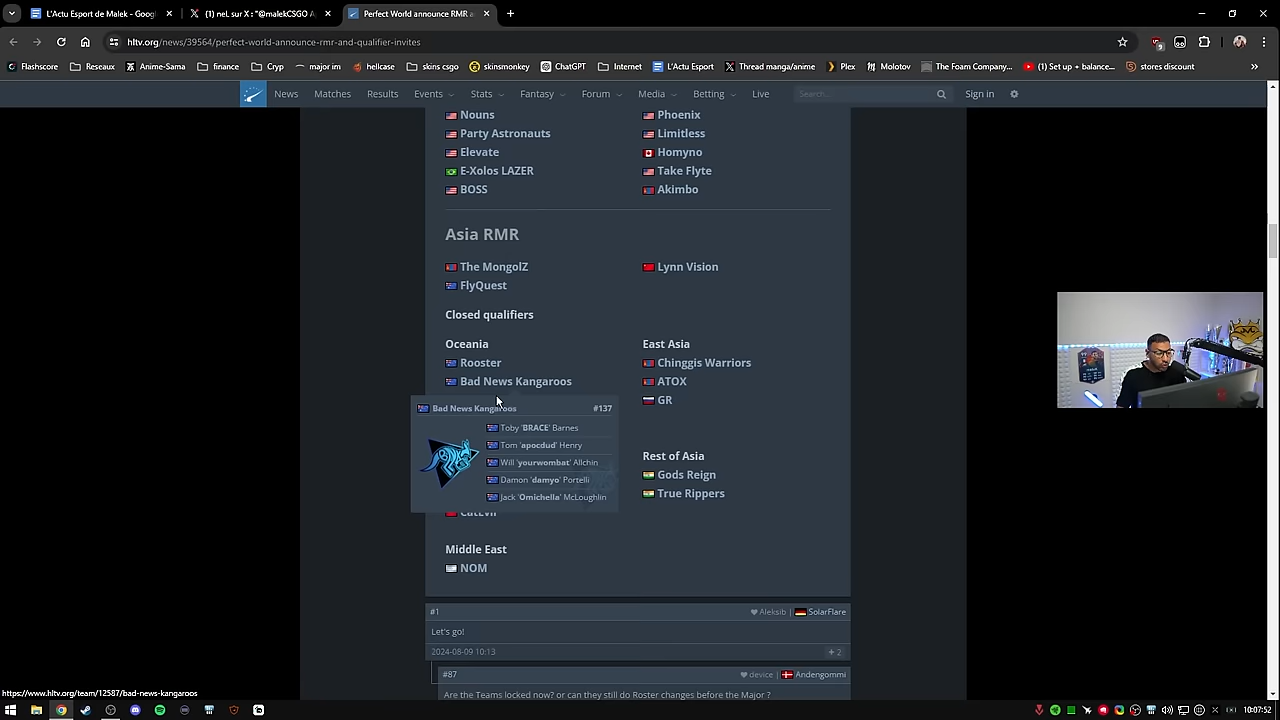 L'Actu Esport de Malek - Goog
(1) neL sur X : "@malekCSGO A
Perfect World announce RMR a
hltv.org/news/39564/perfect-world-announce-rmr-and-qualifier-invites
Flashscore
Reseaux
Anime-Sama
finance
Cryp
major im
hellcase
skins csgo
skinsmonkey
ChatGPT
Internet
L'Actu Esport
Thread manga/anime
Plex
Molotov
The Foam Company...
(1) Set up + balance...
stores discount
News
Matches
Results
Events
Stats
Fantasy
Forum
Media
Betting
Live
Search...
Sign in
Nouns
Phoenix
Party Astronauts
Limitless
Elevate
Homyno
E-Xolos LAZER
Take Flyte
BOSS
Akimbo
Asia RMR
The MongolZ
Lynn Vision
FlyQuest
Closed qualifiers
Oceania
East Asia
Rooster
Chinggis Warriors
Bad News Kangaroos
ATOX
GR
Bad News Kangaroos #137
Toby 'BRACE' Barnes
Tom 'apocdud' Henry
Will 'yourwombat' Allchin
Damon 'damyo' Portelli
Jack 'Omichella' McLoughlin
Rest of Asia
Gods Reign
True Rippers
CatEvil
Middle East
NOM
#1 Aleksib | SolarFlare
Let's go!
2024-08-09 10:13 + 2
#87 device | Andengommi
Are the Teams locked now? or can they still do Roster changes before the Major ?
https://www.hltv.org/team/12587/bad-news-kangaroos
10:07:52